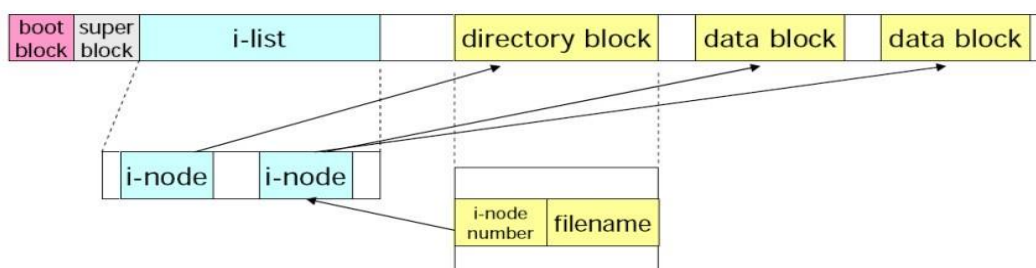 boot
block
super
block
i-list
directory block
data block
data block
i-node
i-node
i-node
number
filename